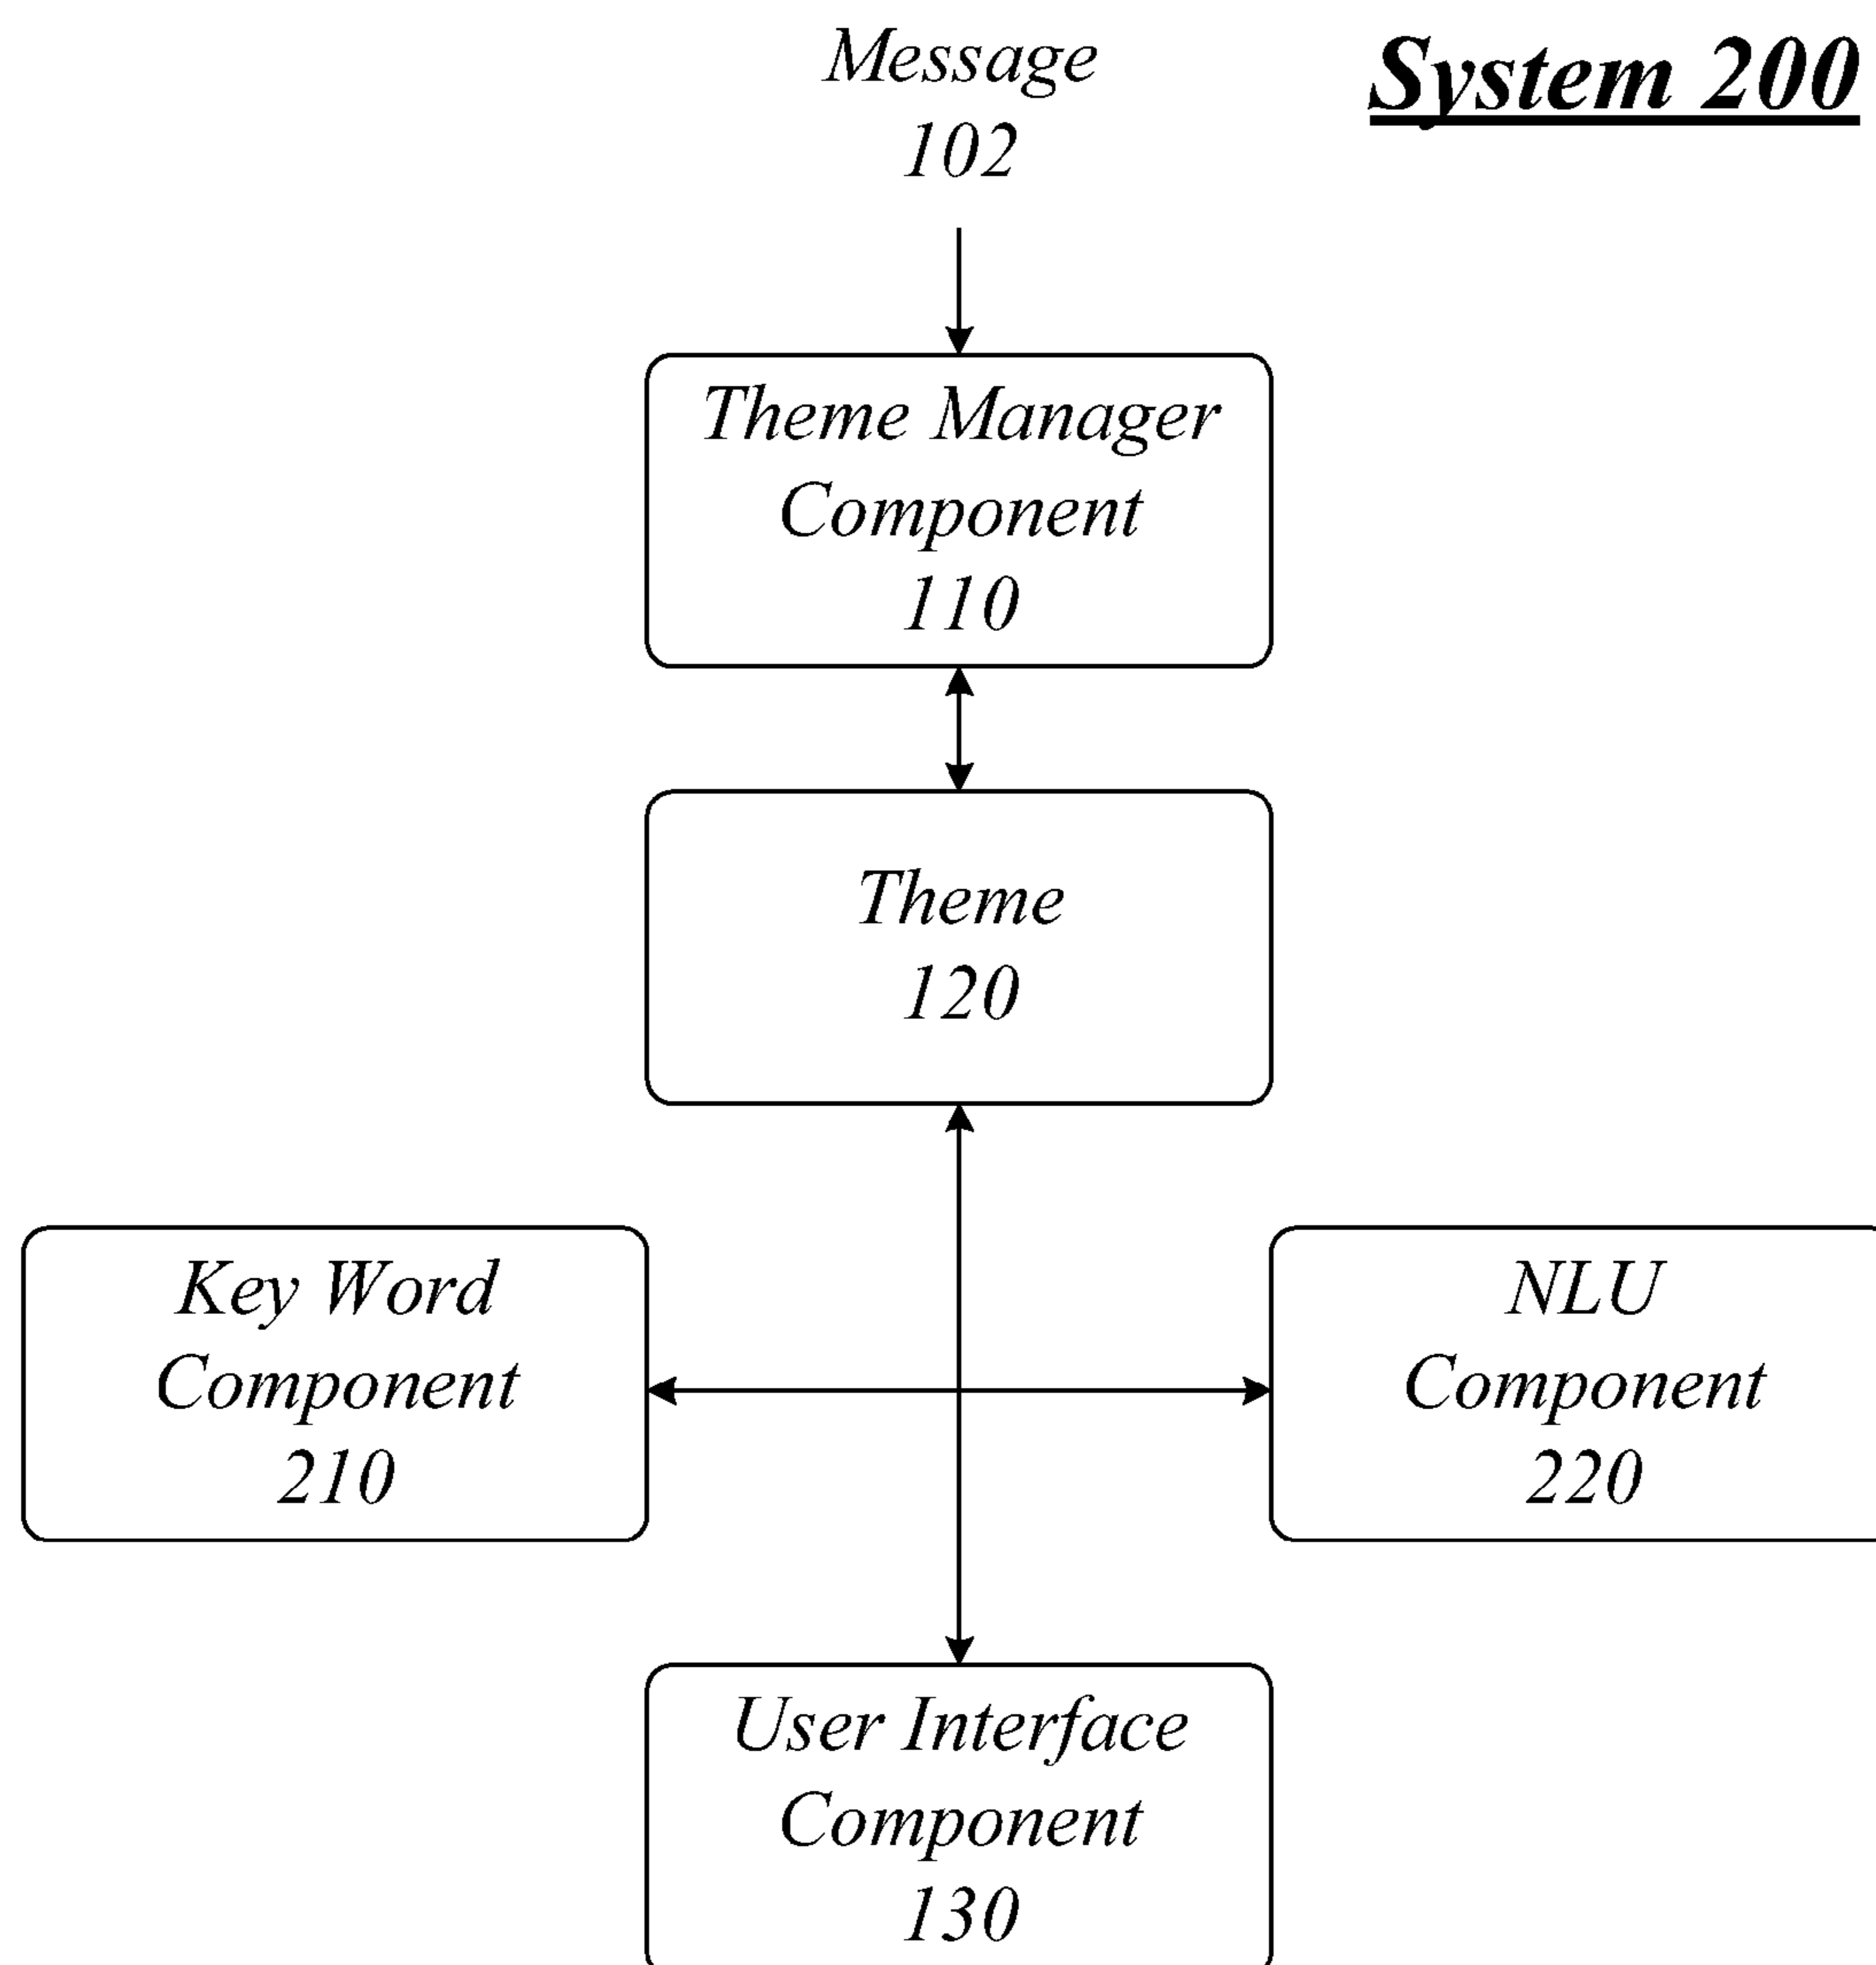 Message
102
System 200
Theme Manager
Component
110
Theme
120
Key Word
Component
210
NLU
Component
220
User Interface
Component
130